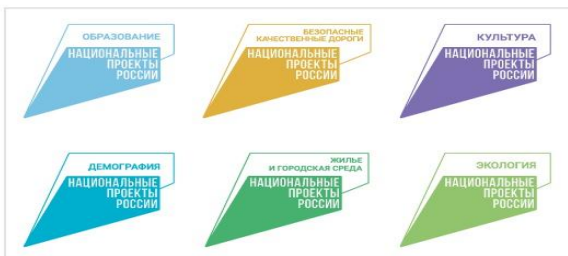 ОБРАЗОВАНИЕ
НАЦИОНАЛЬНЫЕ
ПРОЕКТЫ
РОССИИ
БЕЗОПАСНЫЕ
КАЧЕСТВЕННЫЕ ДОРОГИ
НАЦИОНАЛЬНЫЕ
ПРОЕКТЫ
РОССИИ
КУЛЬТУРА
НАЦИОНАЛЬНЫЕ
ПРОЕКТЫ
РОССИИ
ДЕМОГРАФИЯ
НАЦИОНАЛЬНЫЕ
ПРОЕКТЫ
РОССИИ
ЖИЛЬЕ
И ГОРОДСКАЯ СРЕДА
НАЦИОНАЛЬНЫЕ
ПРОЕКТЫ
РОССИИ
ЭКОЛОГИЯ
НАЦИОНАЛЬНЫЕ
ПРОЕКТЫ
РОССИИ